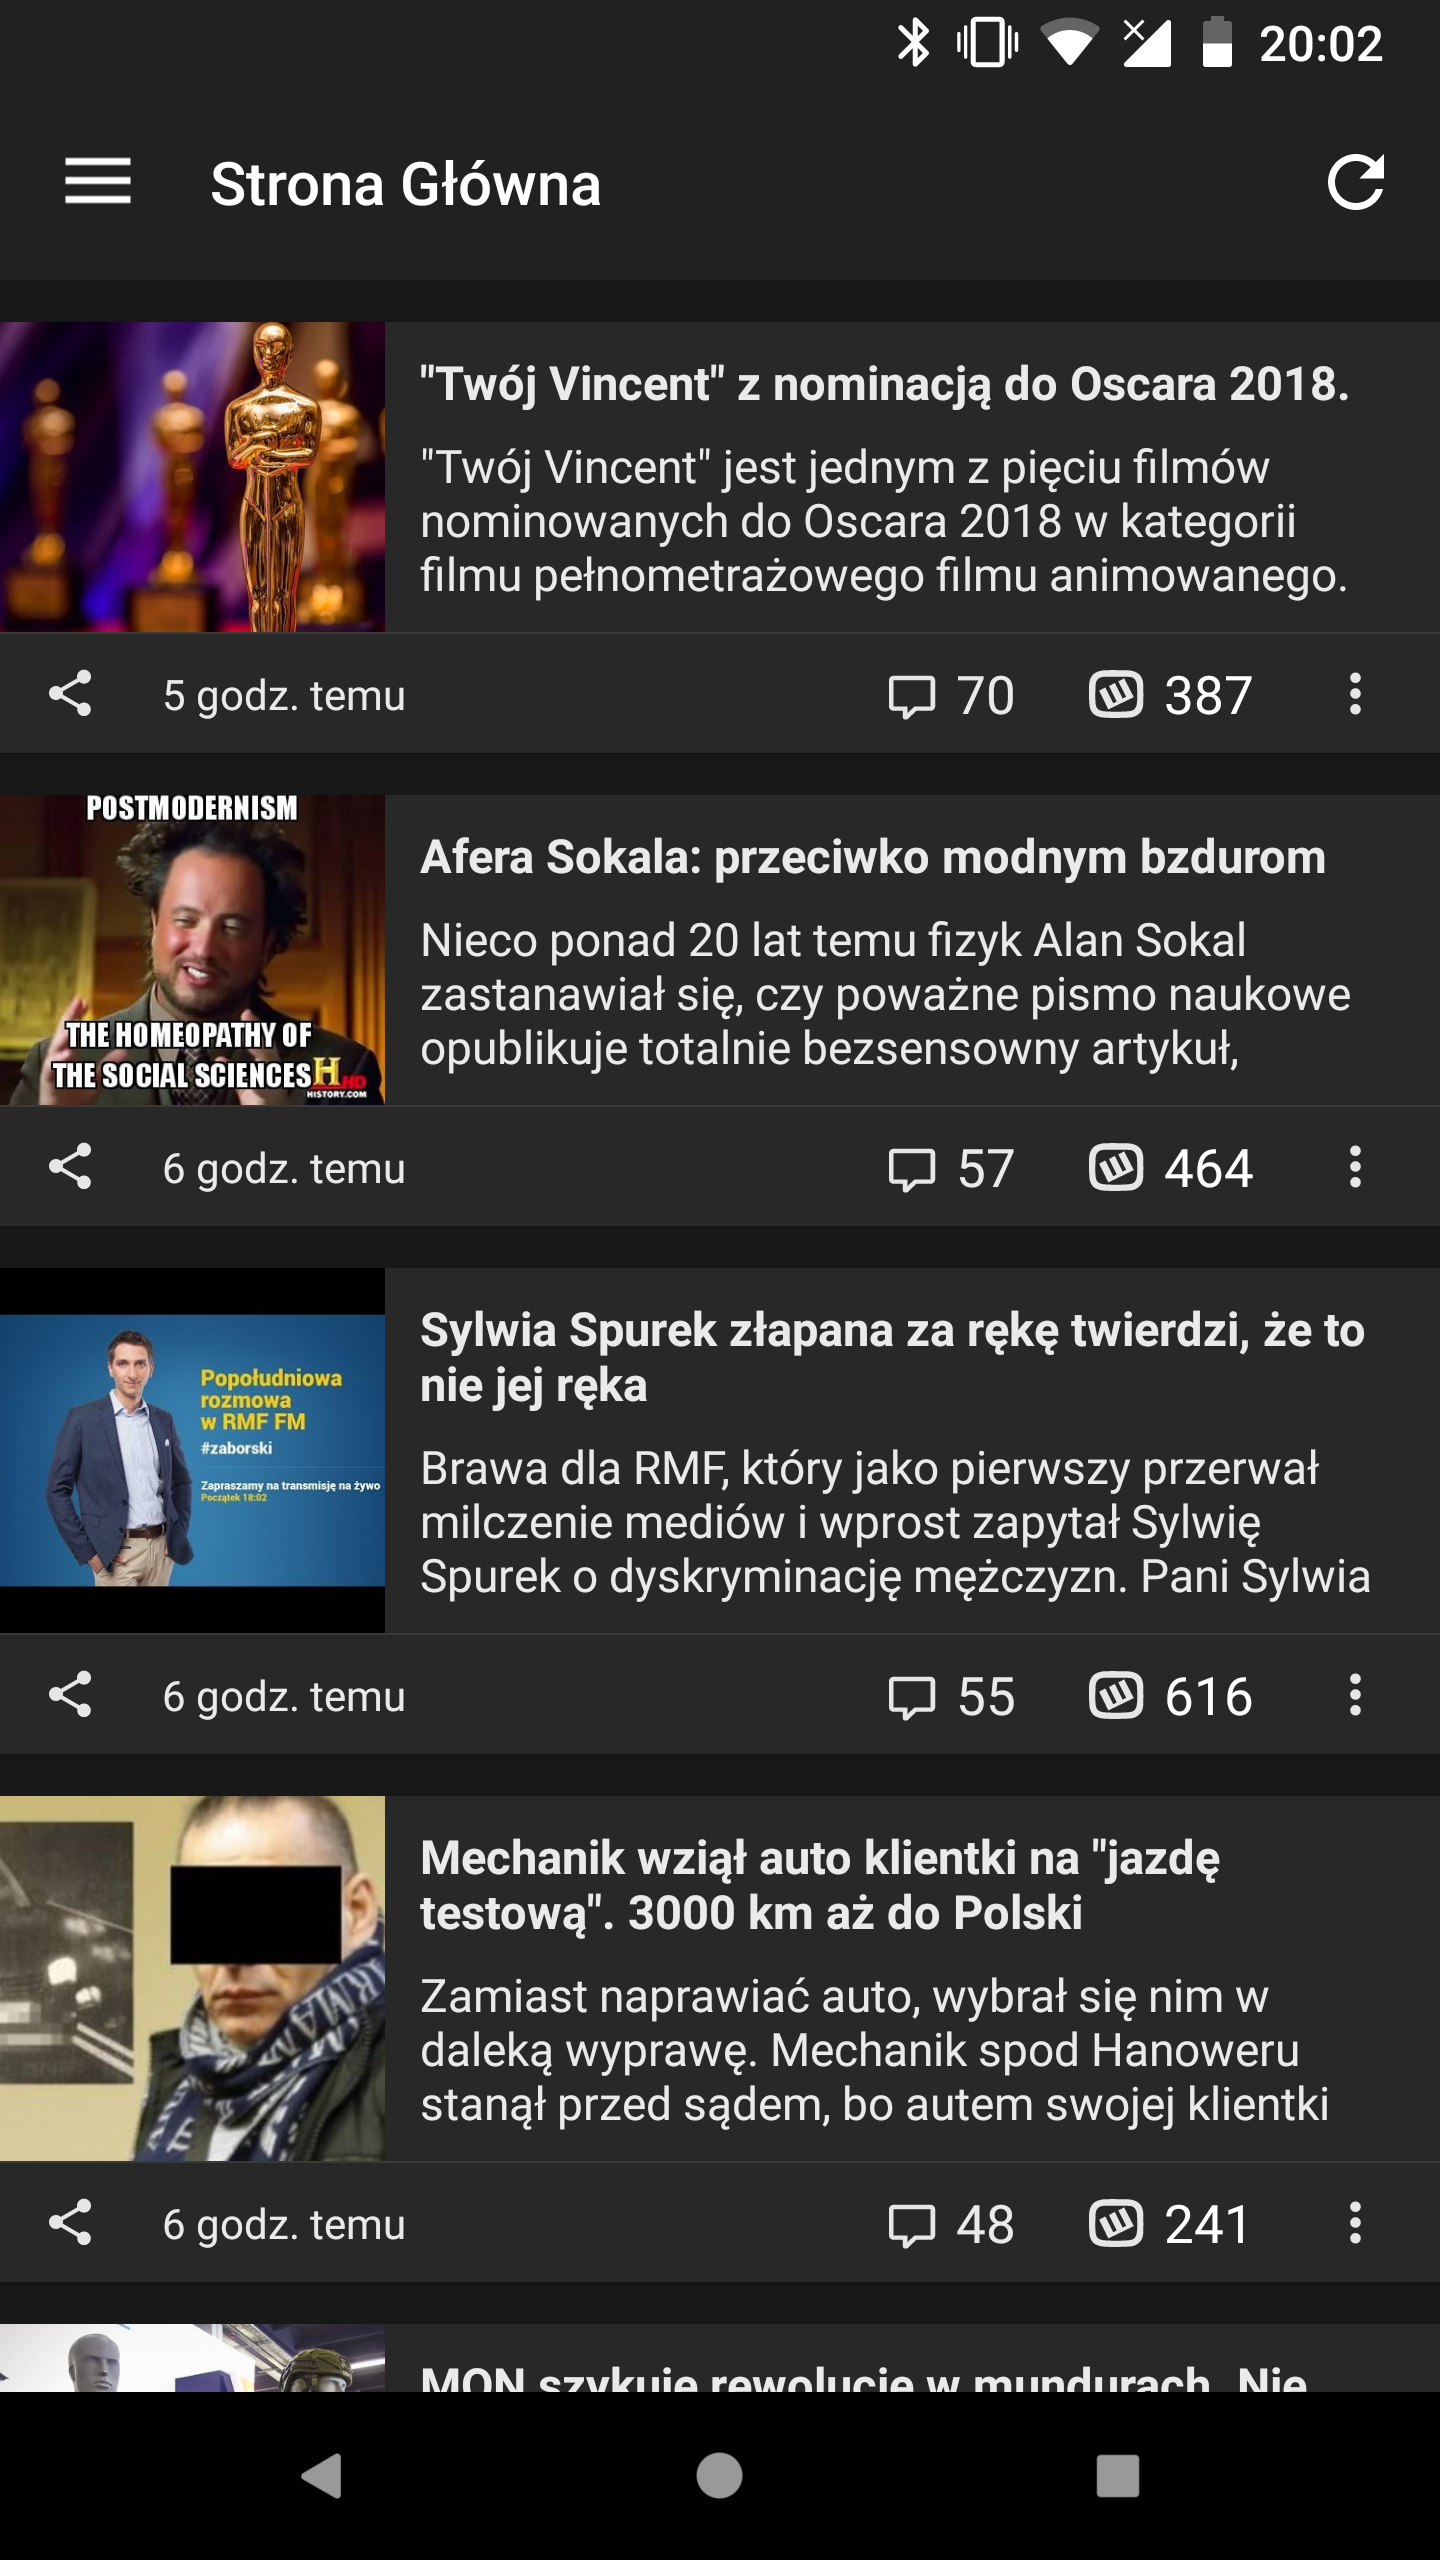 20:02
Strona Główna
"Twój Vincent" z nominacją do Oscara 2018.
"Twój Vincent" jest jednym z pięciu filmów
nominowanych do Oscara 2018 w kategorii
filmu pełnometrażowego filmu animowanego.
5 godz. temu
70
387
POSTMODERNISM
THE HOMEOPATHY OF
THE SOCIAL SCIENCES
H HD
HISTORY.COM
Afera Sokala: przeciwko modnym bzdurom
Nieco ponad 20 lat temu fizyk Alan Sokal
zastanawiał się, czy poważne pismo naukowe
opublikuje totalnie bezsensowny artykuł,
6 godz. temu
57
464
Popołudniowa
rozmowa
w RMF FM
#zaborski
Zapraszamy na transmisję na żywo
Początek 18:02
Sylwia Spurek złapana za rękę twierdzi, że to
nie jej ręka
Brawa dla RMF, który jako pierwszy przerwał
milczenie mediów i wprost zapytał Sylwię
Spurek o dyskryminację mężczyzn. Pani Sylwia
6 godz. temu
55
616
Mechanik wziął auto klientki na "jazdę
testową". 3000 km aż do Polski
Zamiast naprawiać auto, wybrał się nim w
daleką wyprawę. Mechanik spod Hanoweru
stanął przed sądem, bo autem swojej klientki
6 godz. temu
48
241
MON szykuje rewolucję w mundurach. Nie